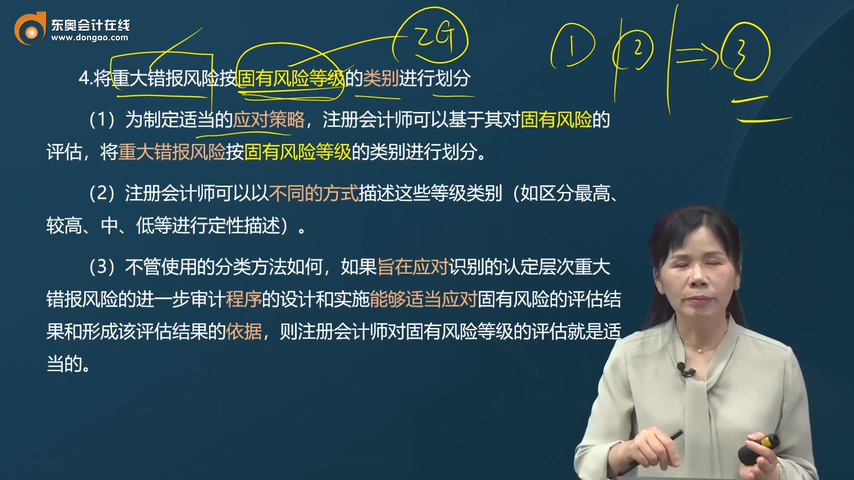 东奥会计在线
www.dongao.com
ZG
① ② ⇒ ③
4.将重大错报风险按固有风险等级的类别进行划分
（1）为制定适当的应对策略，注册会计师可以基于其对固有风险的
评估，将重大错报风险按固有风险等级的类别进行划分。
（2）注册会计师可以以不同的方式描述这些等级类别（如区分最高、
较高、中、低等进行定性描述）。
（3）不管使用的分类方法如何，如果旨在应对识别的认定层次重大
错报风险的进一步审计程序的设计和实施能够适当应对固有风险的评估结
果和形成该评估结果的依据，则注册会计师对固有风险等级的评估就是适
当的。